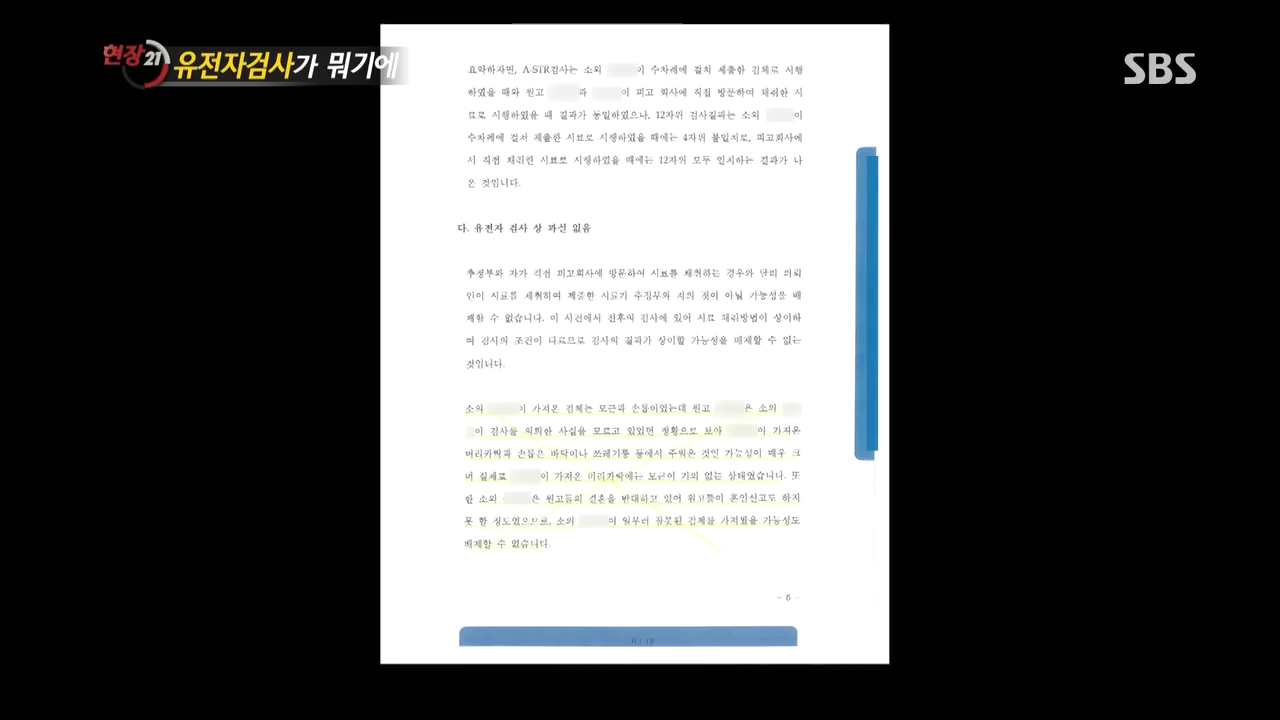 현장21
유전자검사가 뭐기에
SBS
요약하자면, A-STR검사는 소외 이 수차례에 걸쳐 제출한 검체로 시행
하였을 때와 원고 과 이 피고 회사에 직접 방문하여 채취한 시
료로 시행하였을 때 결과가 동일하였으나, 12좌위 검사결과는 소외 이
수차례에 걸쳐 제출한 시료로 시행하였을 때에는 4좌위 불일치로, 피고회사에
서 직접 채취한 시료로 시행하였을 때에는 12좌위 모두 일치하는 결과가 나
온 것입니다.
다. 유전자 검사 상 과실 없음
추정부와 자가 직접 피고회사에 방문하여 시료를 채취하는 경우와 달리 의뢰
인이 시료를 채취하여 제출한 시료가 추정부와 자의 것이 아닐 가능성을 배
제할 수 없습니다. 이 사건에서 전후의 검사에 있어 시료 채취방법이 상이하
여 검사의 조건이 다르므로 검사의 결과가 상이할 가능성을 배제할 수 없는
것입니다.
소외 이 가져온 검체는 모근과 손톱이었는데 원고 은 소외
이 검사를 의뢰한 사실을 모르고 있었던 정황으로 보아 이 가져온
머리카락과 손톱은 바닥이나 쓰레기통 등에서 주워온 것일 가능성이 매우 크
며 실제로 이 가져온 머리카락에는 모근이 거의 없는 상태였습니다. 또
한 소외 은 원고들의 결혼을 반대하고 있어 원고들이 혼인신고도 하지
못 할 정도였으므로, 소외 이 일부러 잘못된 검체를 가져왔을 가능성도
배제할 수 없습니다.
- 6 -